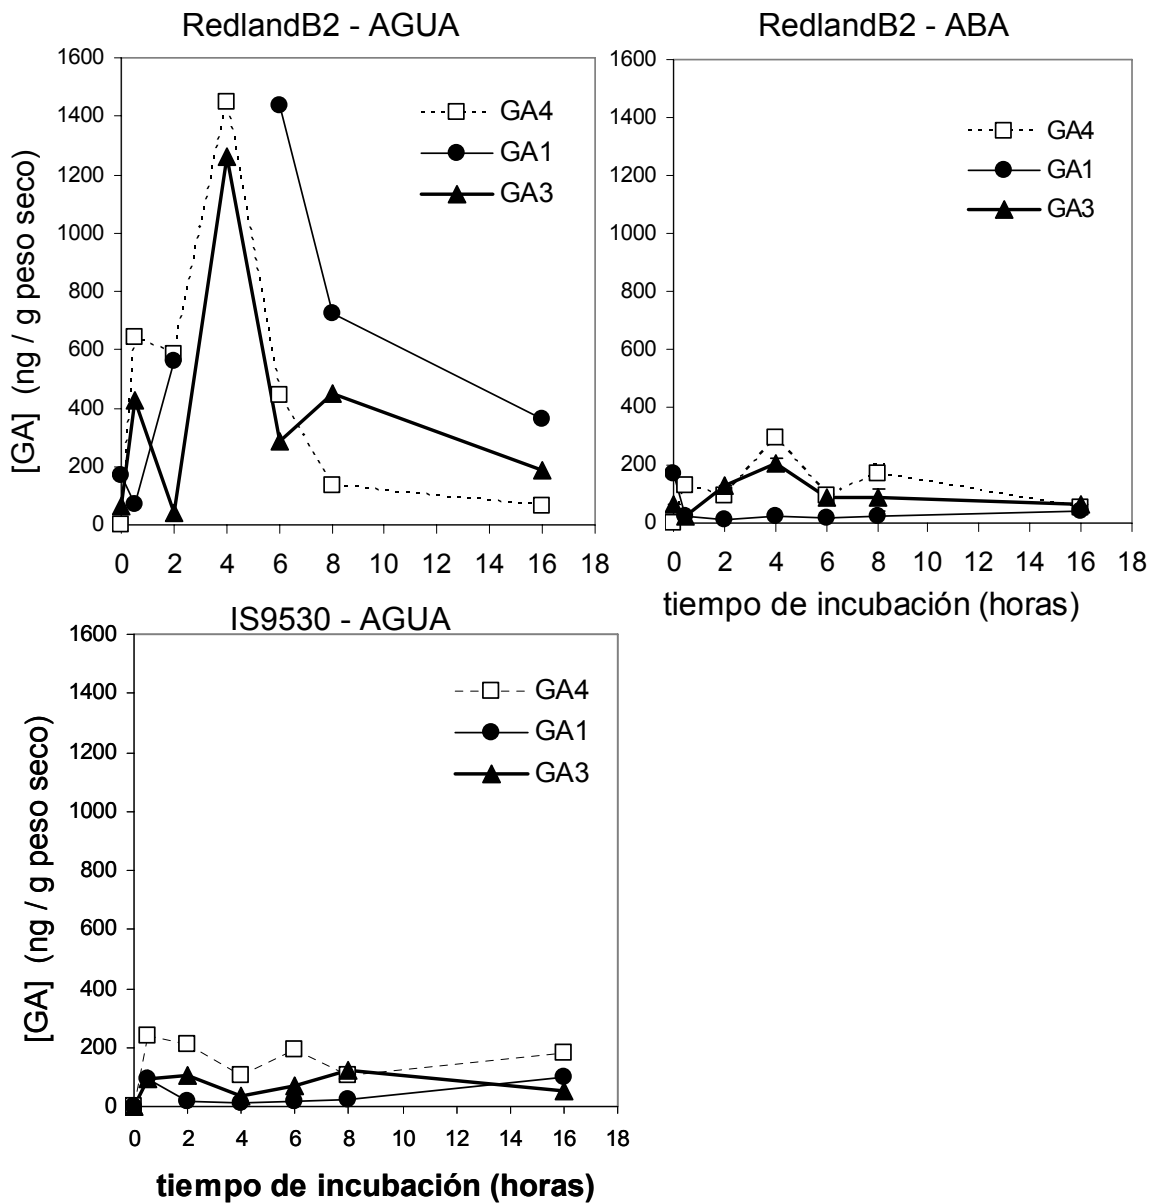 RedlandB2 - AGUA
[GA] (ng / g peso seco)
1600
1400
1200
1000
800
600
400
200
0
0 2 4 6 8 10 12 14 16 18
GA4
GA1
GA3
RedlandB2 - ABA
1600
1400
1200
1000
800
600
400
200
0
0 2 4 6 8 10 12 14 16 18
GA4
GA1
GA3
tiempo de incubación (horas)
IS9530 - AGUA
[GA] (ng / g peso seco)
1600
1400
1200
1000
800
600
400
200
0
0 2 4 6 8 10 12 14 16 18
GA4
GA1
GA3
tiempo de incubación (horas)